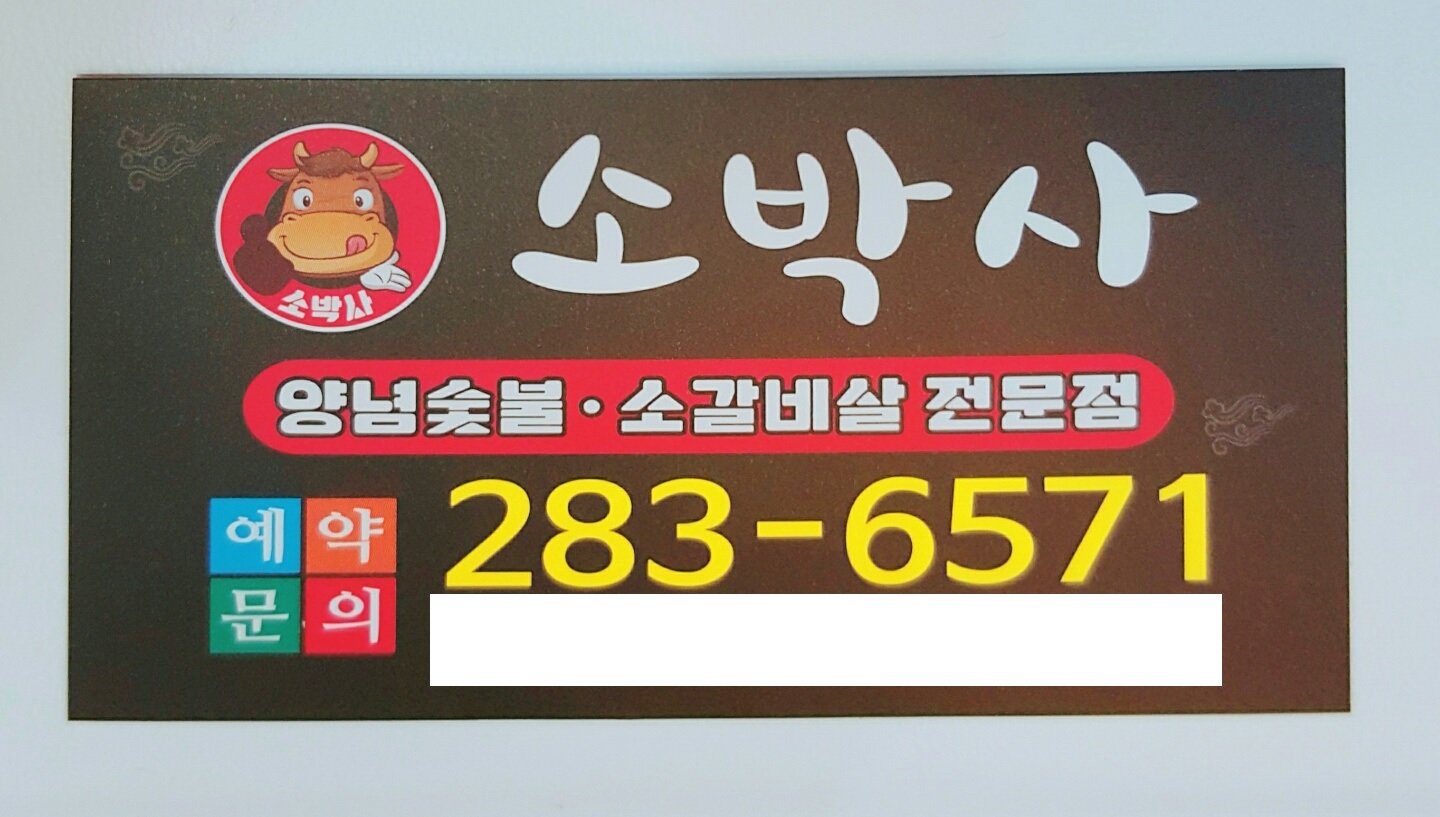 소박사
소박사
양념숯불·소갈비살 전문점
예약
문의
283-6571